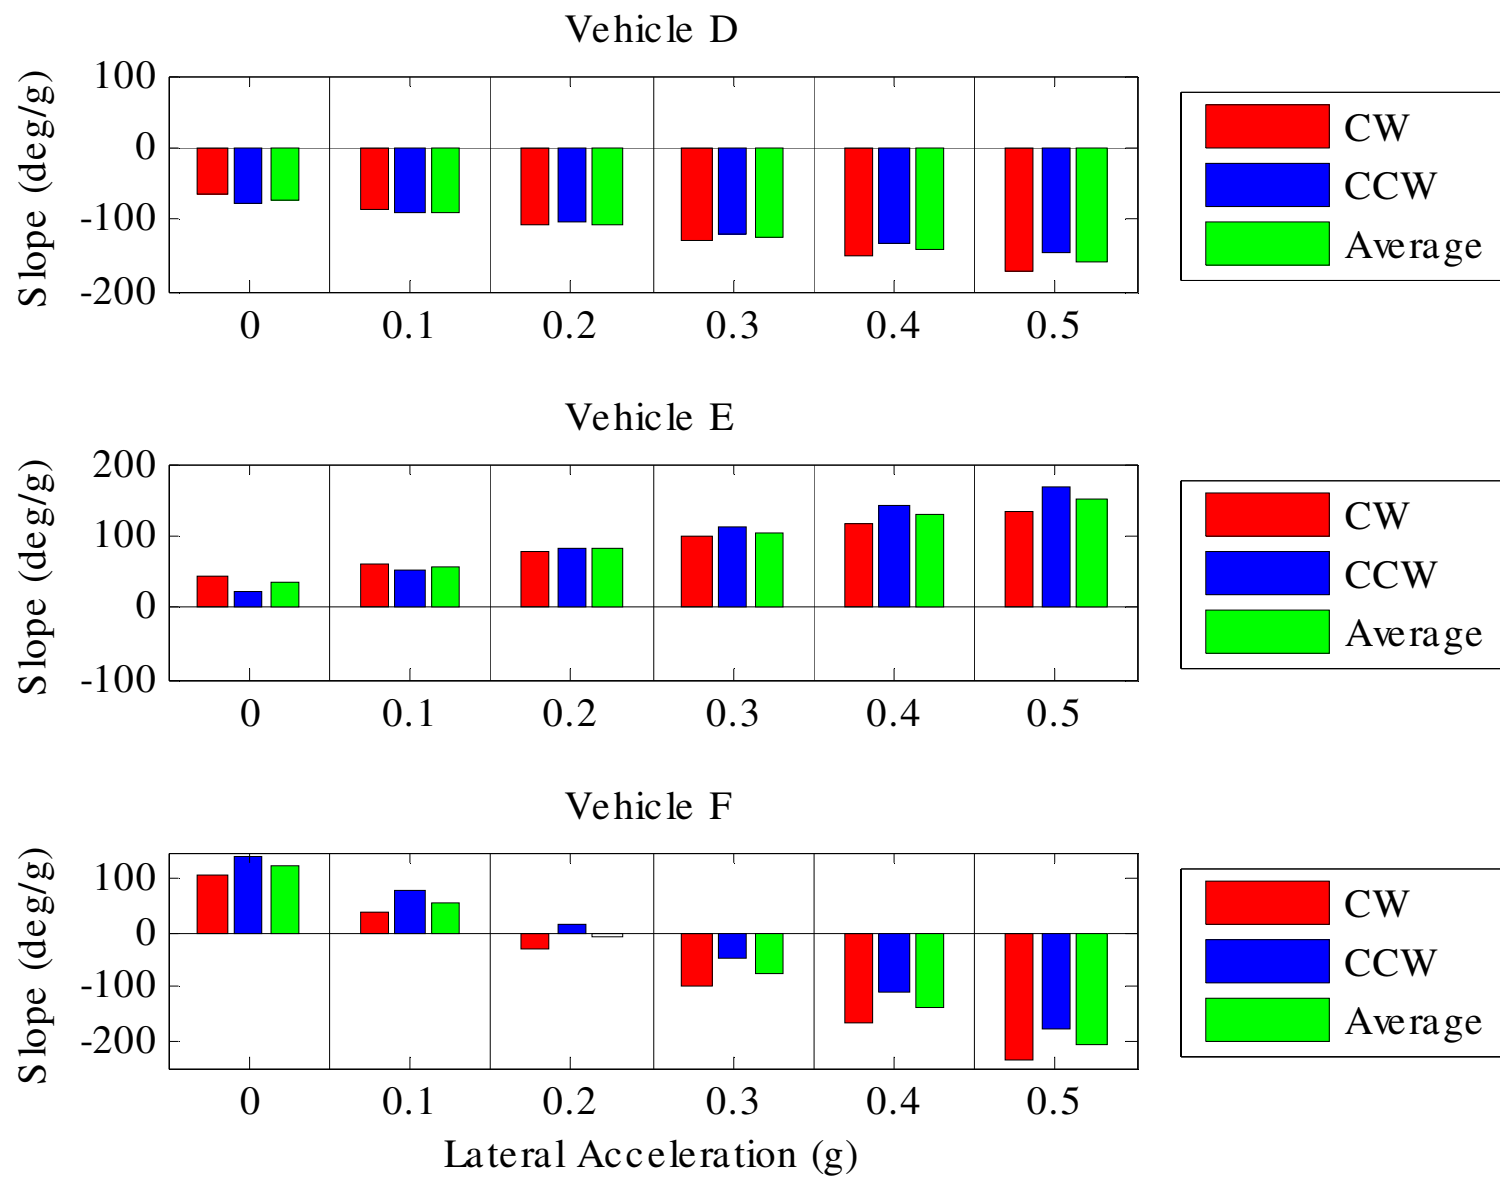 Vehicle D
Slope (deg/g)
100
0
-100
-200
0 0.1 0.2 0.3 0.4 0.5
CW
CCW
Average
Vehicle E
Slope (deg/g)
200
100
0
-100
0 0.1 0.2 0.3 0.4 0.5
CW
CCW
Average
Vehicle F
Slope (deg/g)
100
0
-100
-200
0 0.1 0.2 0.3 0.4 0.5
Lateral Acceleration (g)
CW
CCW
Average